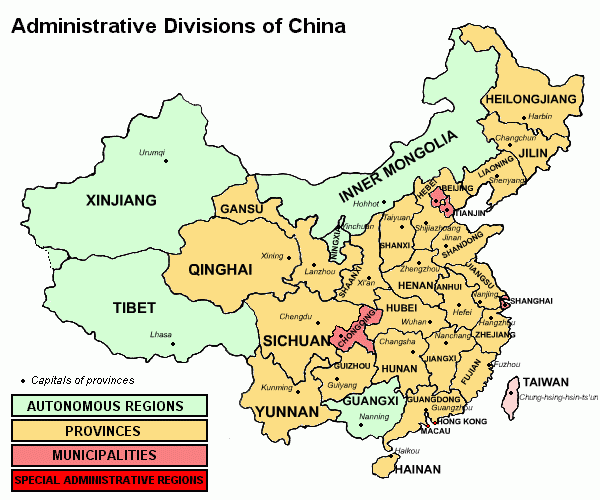 Administrative Divisions of China
HEILONGJIANG
Harbin
Changchun
JILIN
Urumqi
INNER MONGOLIA
LIAONING
Shenyang
XINJIANG
HEBEI
BEIJING
Hohhot
GANSU
TIANJIN
NINGXIA
Yinchuan
Taiyuan
Shijiazhuang
SHANXI
Jinan
SHANDONG
Xining
Lanzhou
QINGHAI
SHAANXI
Xi'an
Zhengzhou
JIANGSU
HENAN
ANHUI
Nanjing
SHANGHAI
TIBET
HUBEI
Hefei
Chengdu
CHONGQING
Wuhan
Hangzhou
ZHEJIANG
Lhasa
SICHUAN
Changsha
Nanchang
JIANGXI
GUIZHOU
HUNAN
Fuzhou
FUJIAN
Capitals of provinces
Kunming
Guiyang
TAIWAN
Chung-hsing-hsin-ts'un
AUTONOMOUS REGIONS
GUANGXI
GUANGDONG
YUNNAN
Guangzhou
Nanning
HONG KONG
MACAU
PROVINCES
MUNICIPALITIES
Haikou
HAINAN
SPECIAL ADMINISTRATIVE REGIONS